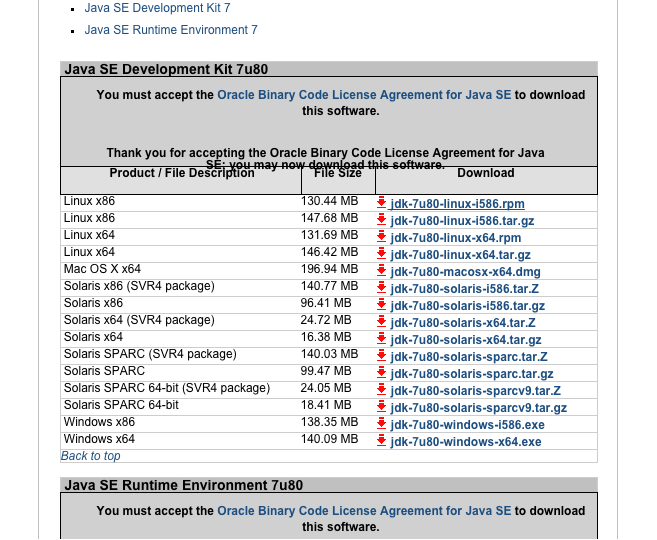 Java SE Development Kit 7
Java SE Runtime Environment 7
Java SE Development Kit 7u80
You must accept the Oracle Binary Code License Agreement for Java SE to download
this software.
Thank you for accepting the Oracle Binary Code License Agreement for Java
SE; you may now download this software.
Product / File Description File Size Download
Linux x86 130.44 MB jdk-7u80-linux-i586.rpm
Linux x86 147.68 MB jdk-7u80-linux-i586.tar.gz
Linux x64 131.69 MB jdk-7u80-linux-x64.rpm
Linux x64 146.42 MB jdk-7u80-linux-x64.tar.gz
Mac OS X x64 196.94 MB jdk-7u80-macosx-x64.dmg
Solaris x86 (SVR4 package) 140.77 MB jdk-7u80-solaris-i586.tar.Z
Solaris x86 96.41 MB jdk-7u80-solaris-i586.tar.gz
Solaris x64 (SVR4 package) 24.72 MB jdk-7u80-solaris-x64.tar.Z
Solaris x64 16.38 MB jdk-7u80-solaris-x64.tar.gz
Solaris SPARC (SVR4 package) 140.03 MB jdk-7u80-solaris-sparc.tar.Z
Solaris SPARC 99.47 MB jdk-7u80-solaris-sparc.tar.gz
Solaris SPARC 64-bit (SVR4 package) 24.05 MB jdk-7u80-solaris-sparcv9.tar.Z
Solaris SPARC 64-bit 18.41 MB jdk-7u80-solaris-sparcv9.tar.gz
Windows x86 138.35 MB jdk-7u80-windows-i586.exe
Windows x64 140.09 MB jdk-7u80-windows-x64.exe
Back to top
Java SE Runtime Environment 7u80
You must accept the Oracle Binary Code License Agreement for Java SE to download
this software.